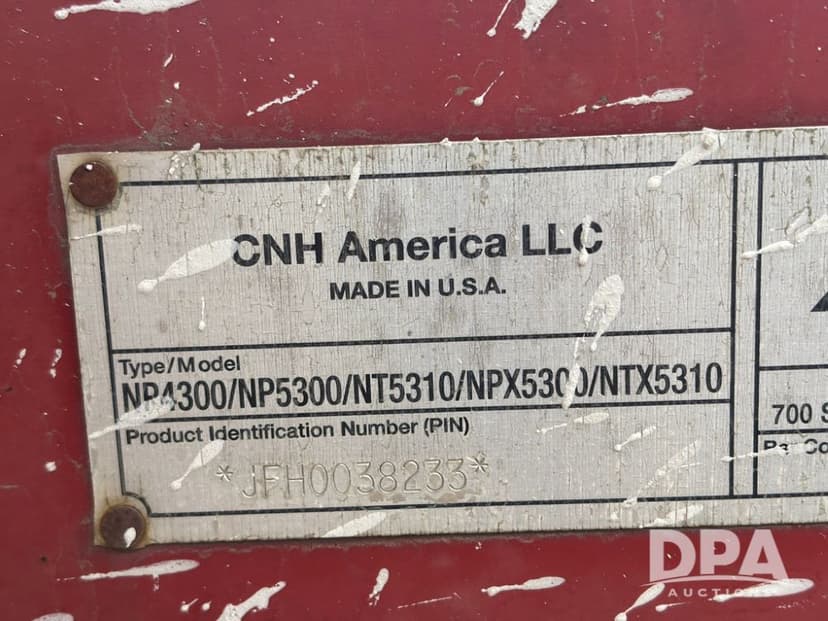 CNH America LLC
MADE IN U.S.A.
Type/Model
NP4300/NP5300/NT5310/NPX5300/NTX5310
Product Identification Number (PIN)
*JFH0038233*
700 S
DPA
AUCTIONS